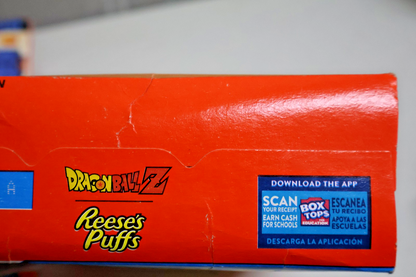 DRAGON BALL Z
Reese's
Puffs
DOWNLOAD THE APP
SCAN
YOUR RECEIPT
EARN CASH
FOR SCHOOLS
BOX
TOPS
FOR EDUCATION
ESCANEA
TU RECIBO
APOYA A LAS
ESCUELAS
DESCARGA LA APLICACIÓN